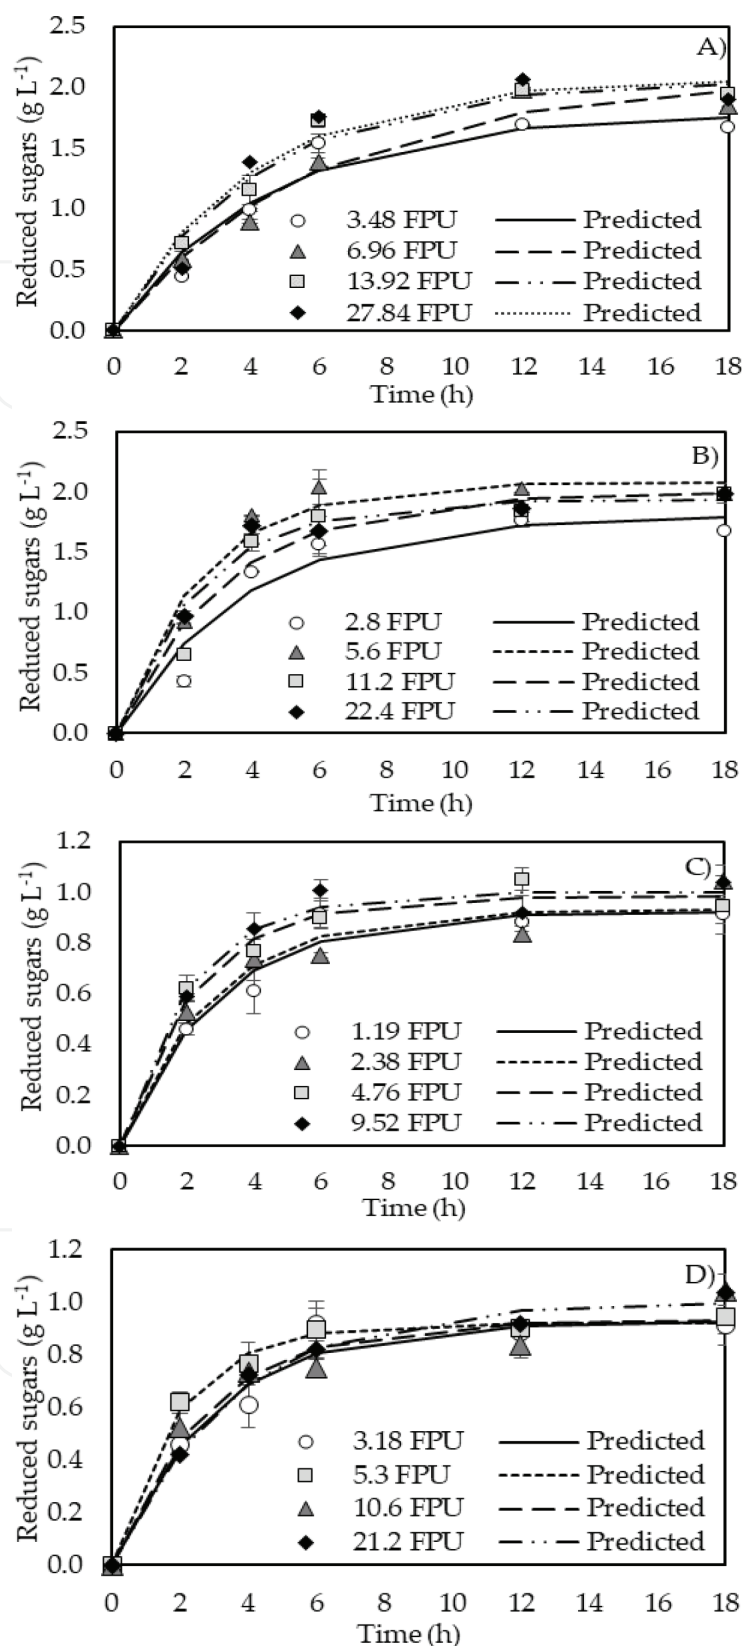 2.5
A)
2.0
1.5
1.0
0.5
0.0
Reduced sugars (g L-1)
3.48 FPU Predicted
6.96 FPU Predicted
13.92 FPU Predicted
27.84 FPU Predicted
0 2 4 6 8 10 12 14 16 18
Time (h)
2.5
B)
2.0
1.5
1.0
0.5
0.0
Reduced sugars (g L-1)
2.8 FPU Predicted
5.6 FPU Predicted
11.2 FPU Predicted
22.4 FPU Predicted
0 2 4 6 8 10 12 14 16 18
Time (h)
1.2
C)
1.0
0.8
0.6
0.4
0.2
0.0
Reduced sugars (g L-1)
1.19 FPU Predicted
2.38 FPU Predicted
4.76 FPU Predicted
9.52 FPU Predicted
0 2 4 6 8 10 12 14 16 18
Time (h)
1.2
D)
1.0
0.8
0.6
0.4
0.2
0.0
Reduced sugars (g L-1)
3.18 FPU Predicted
5.3 FPU Predicted
10.6 FPU Predicted
21.2 FPU Predicted
0 2 4 6 8 10 12 14 16 18
Time (h)